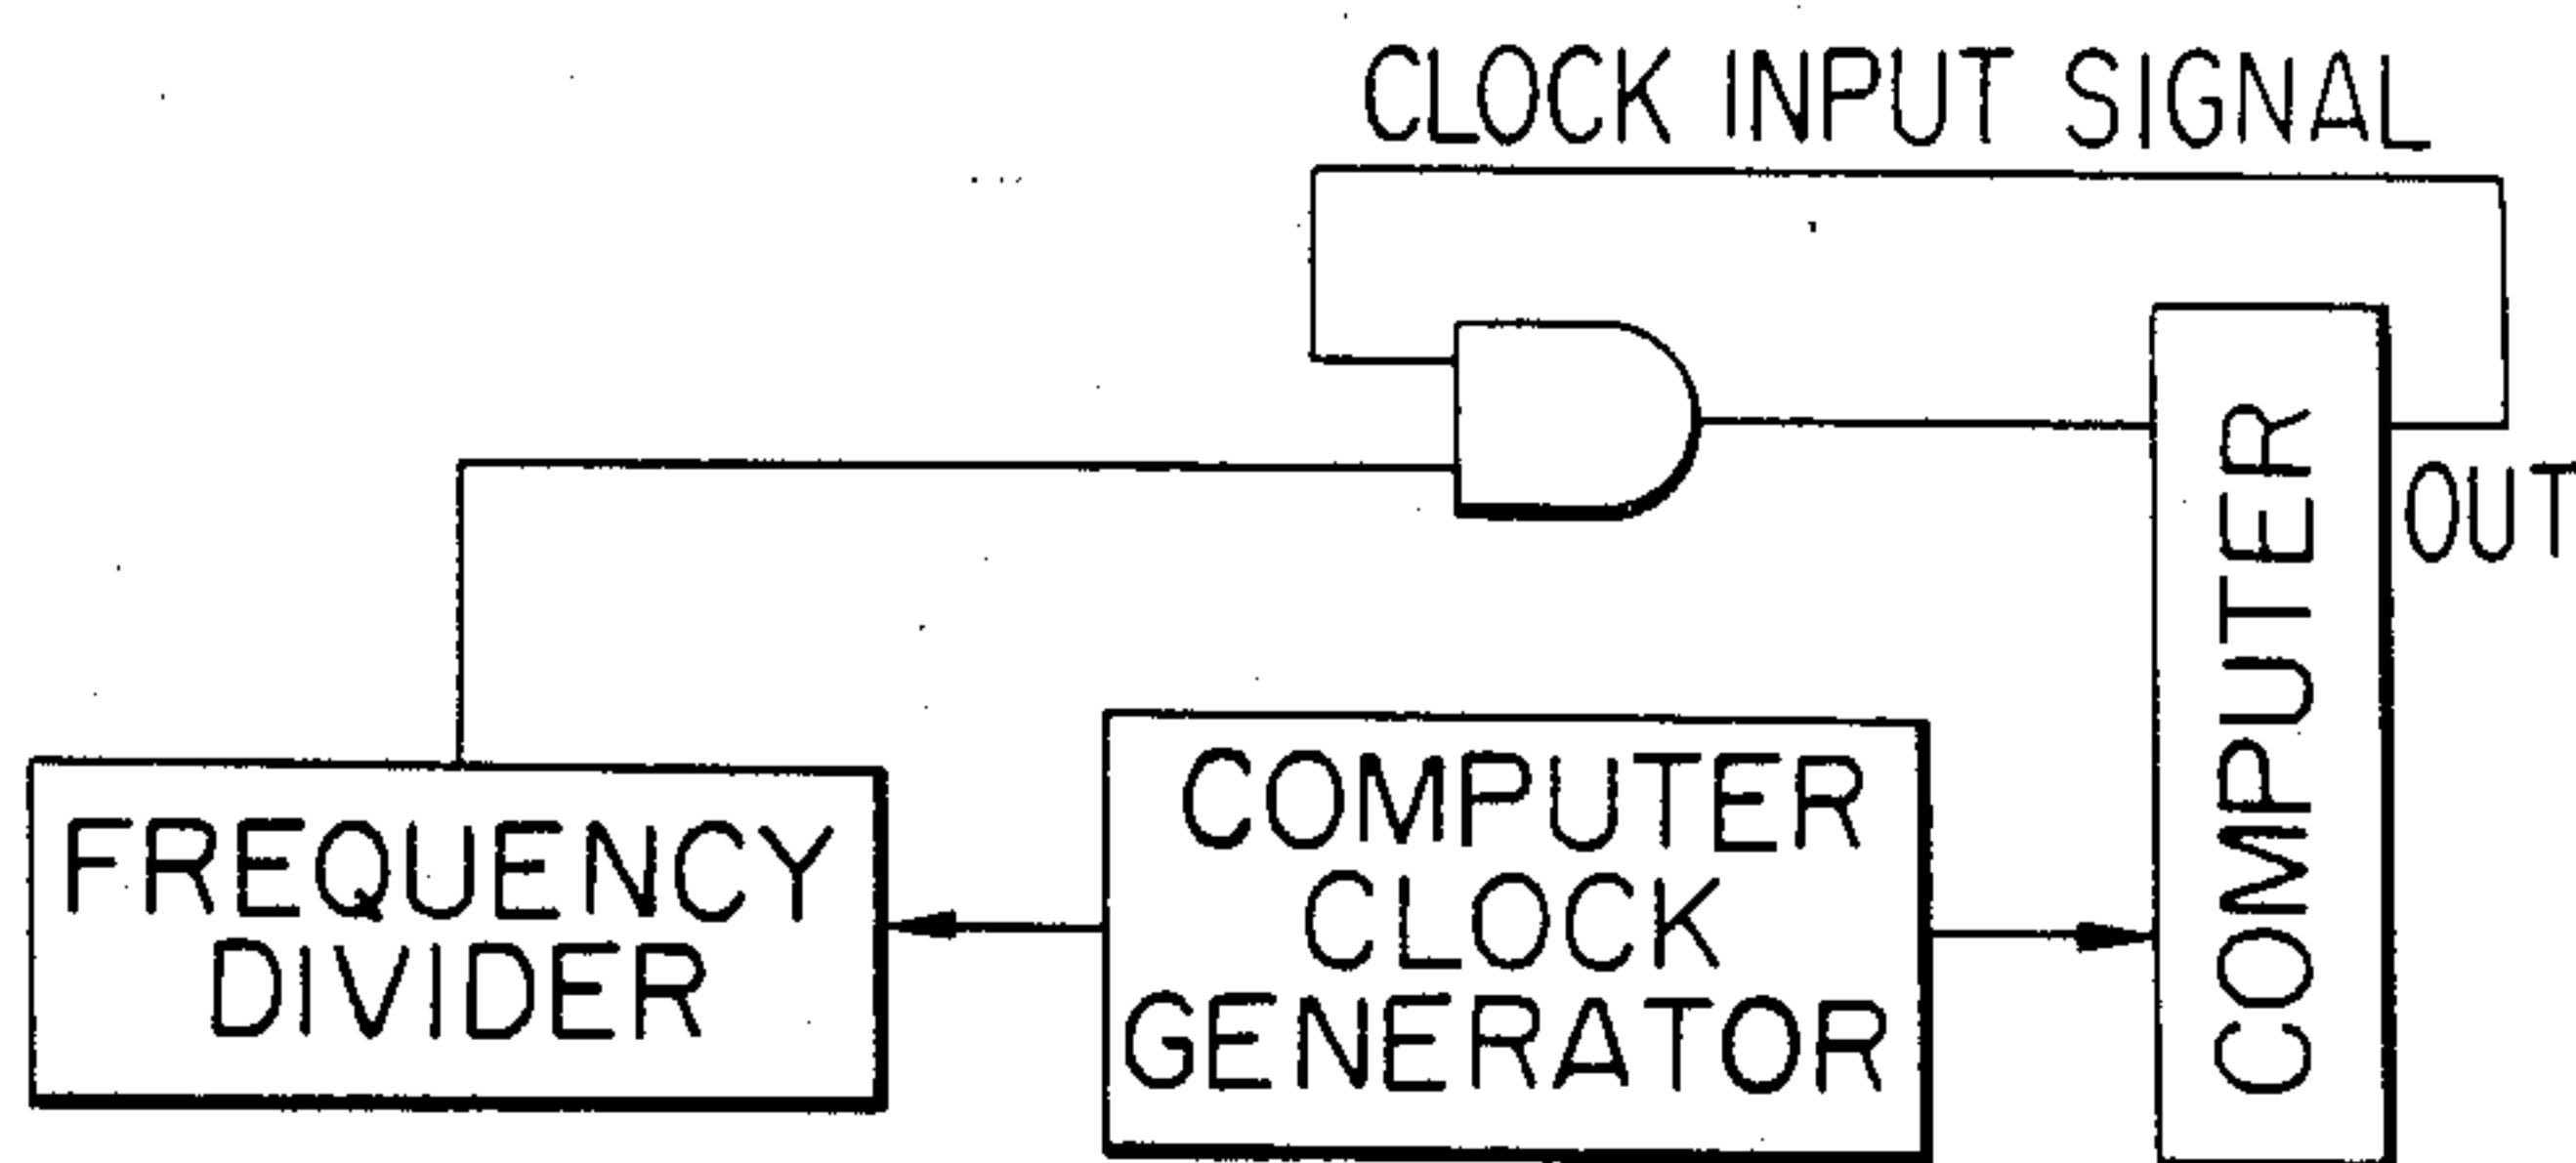 CLOCK INPUT SIGNAL
OUT
COMPUTER
FREQUENCY
DIVIDER
COMPUTER
CLOCK
GENERATOR